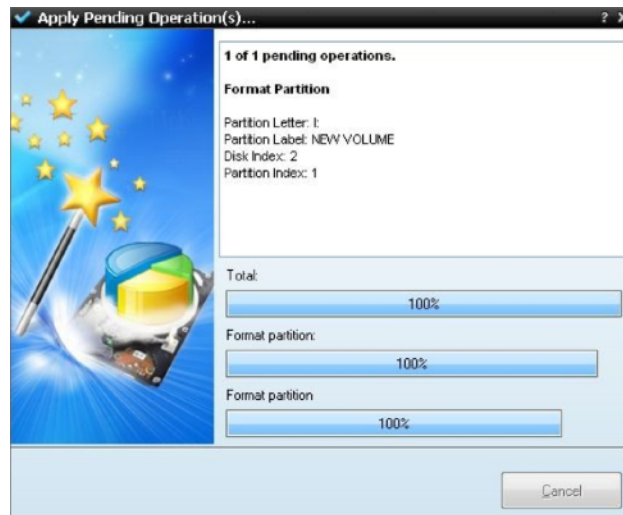 Apply Pending Operation(s)...
? X
1 of 1 pending operations.
Format Partition
Partition Letter: I:
Partition Label: NEW VOLUME
Disk Index: 2
Partition Index: 1
Total:
100%
Format partition:
100%
Format partition
100%
Cancel